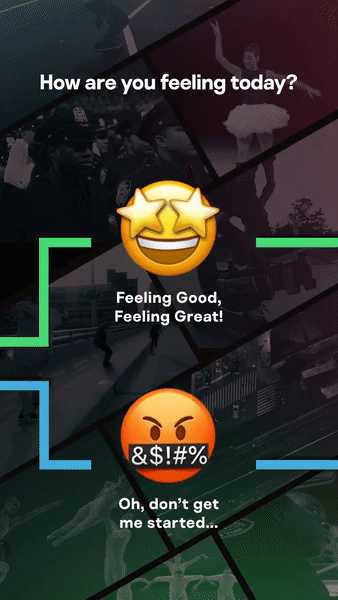 How are you feeling today?
Feeling Good,
Feeling Great!
&$!#%
Oh, don't get
me started...